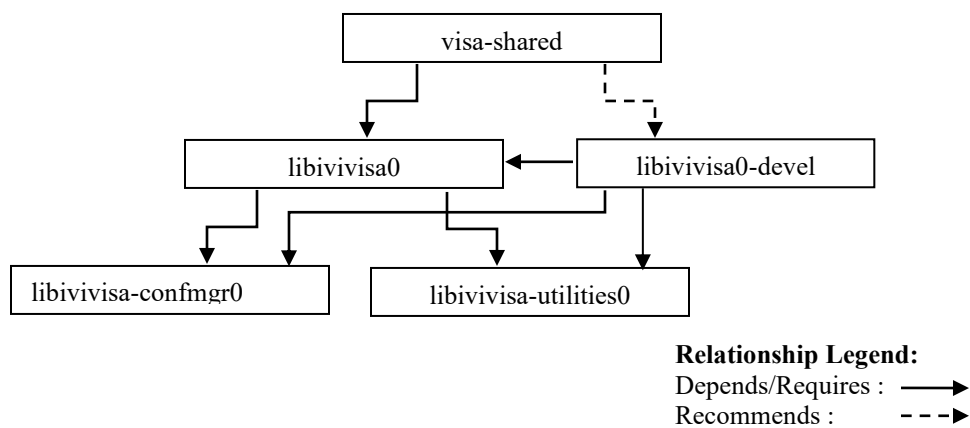 visa-shared
libivivisa0
libivivisa0-devel
libivivisa-confmgr0
libivivisa-utilities0
Relationship Legend:
Depends/Requires :
Recommends :